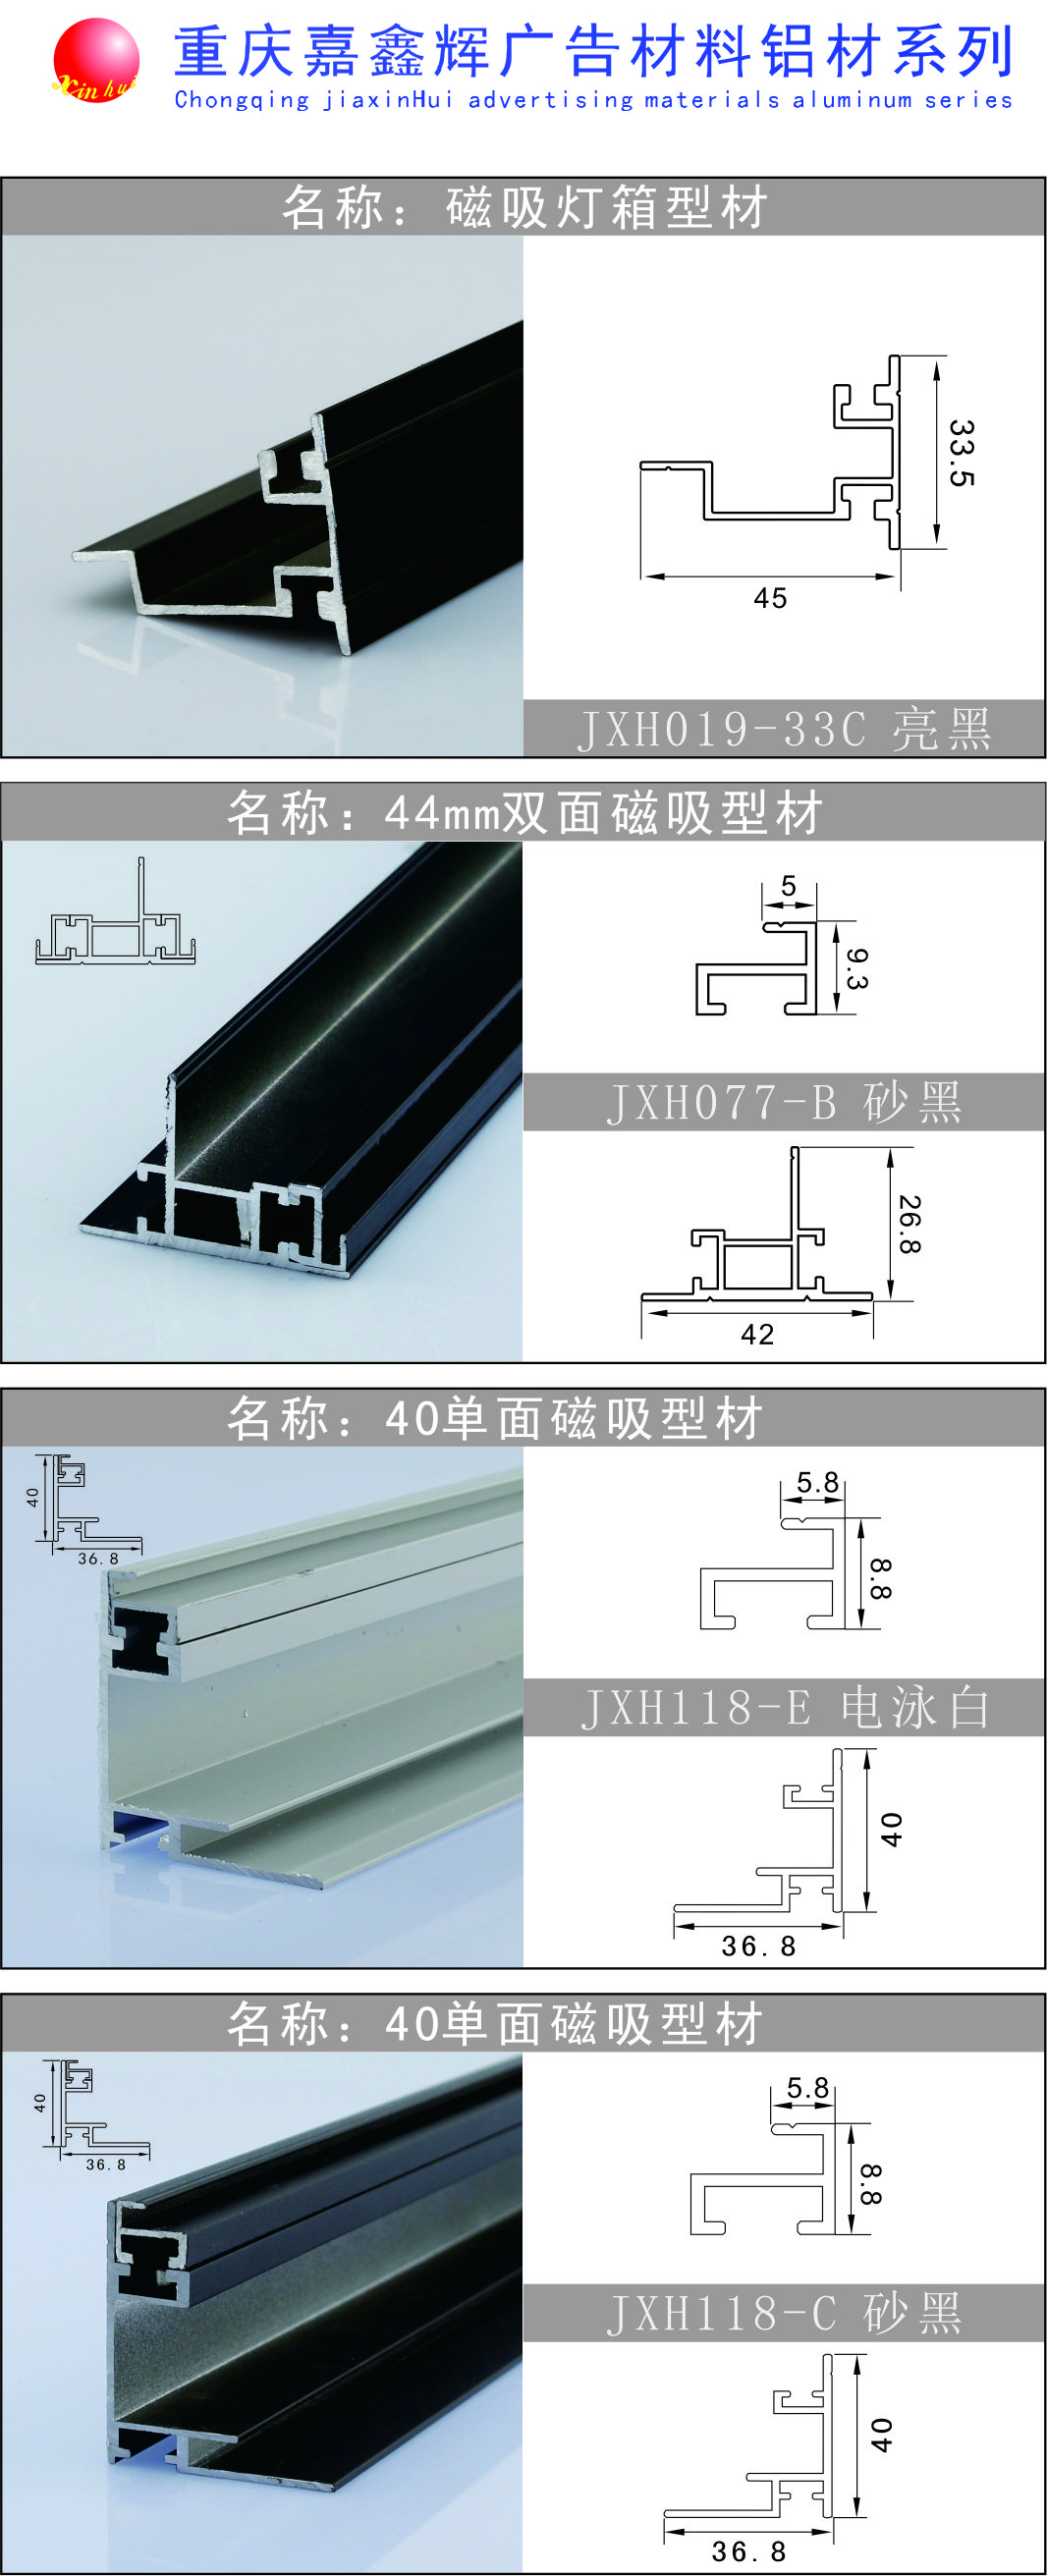 xin hui
重庆嘉鑫辉广告材料铝材系列
Chongqing jiaxinHui advertising materials aluminum series
名称：磁吸灯箱型材
33.5
45
JXH019-33C 亮黑
名称：44mm双面磁吸型材
5
9.3
JXH077-B 砂黑
26.8
42
名称：40单面磁吸型材
40
36.8
5.8
8.8
JXH118-E 电泳白
40
36.8
名称：40单面磁吸型材
40
36.8
5.8
8.8
JXH118-C 砂黑
40
36.8